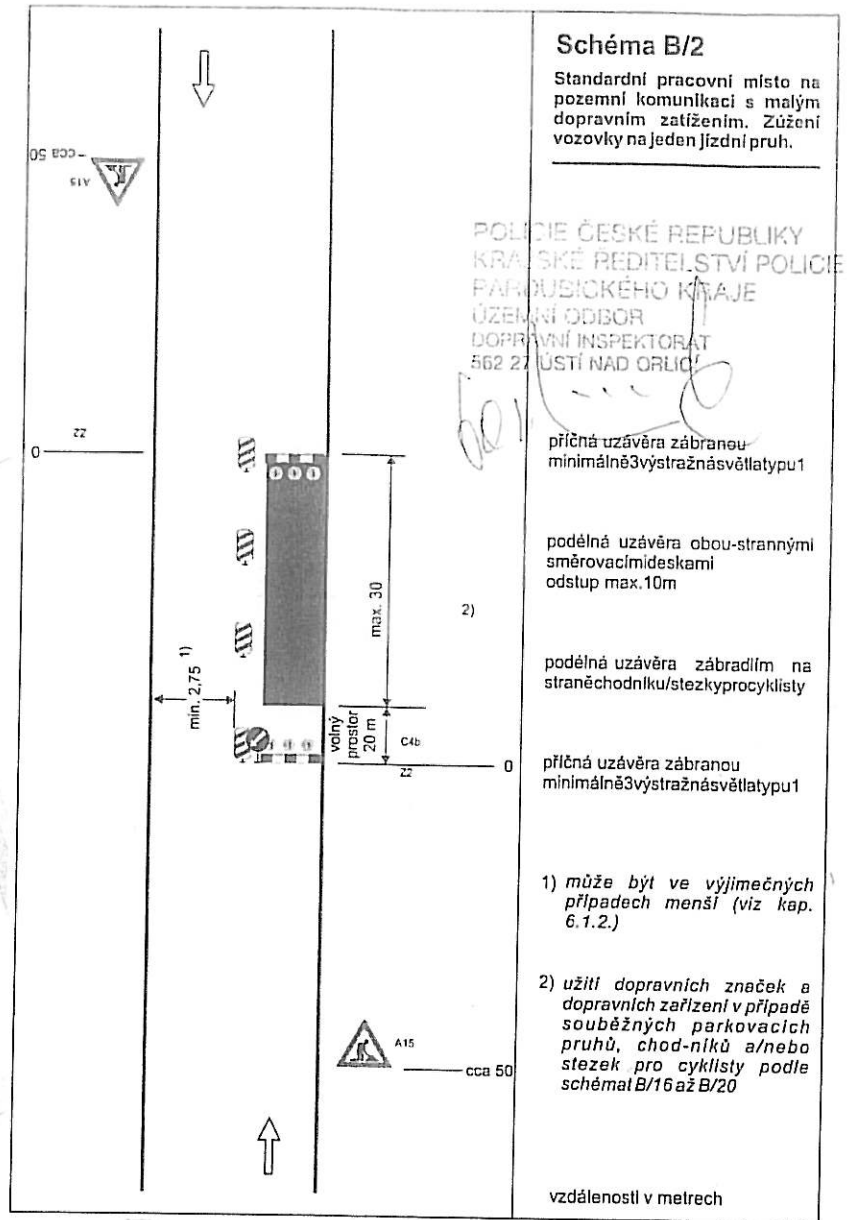 Schéma B/2
Standardní pracovní místo na
pozemní komunikaci s malým
dopravním zatížením. Zúžení
vozovky na jeden jízdní pruh.
cca 50
A15
POLICIE ČESKÉ REPUBLIKY
KRAJSKÉ ŘEDITELSTVÍ POLICIE
PARDUBICKÉHO KRAJE
ÚZEMNÍ ODBOR
DOPRAVNÍ INSPEKTORÁT
562 27 ÚSTÍ NAD ORLICÍ
0
Z2
příčná uzávěra zábranou
minimálně3výstražnásvětlatypu1
podélná uzávěra obou-strannými
směrovacímideskami
odstup max.10m
max. 30
2)
podélná uzávěra zábradlím na
straněchodníku/stezkyprocyklisty
min. 2,75 1)
volný
prostor
20 m
C4b
Z2
0
příčná uzávěra zábranou
minimálně3výstražnásvětlatypu1
1) může být ve výjimečných
případech menší (viz kap.
6.1.2.)
2) užití dopravních značek a
dopravních zařízení v případě
souběžných parkovacích
pruhů, chod-níků a/nebo
stezek pro cyklisty podle
schémat B/16 až B/20
A15
cca 50
vzdálenosti v metrech